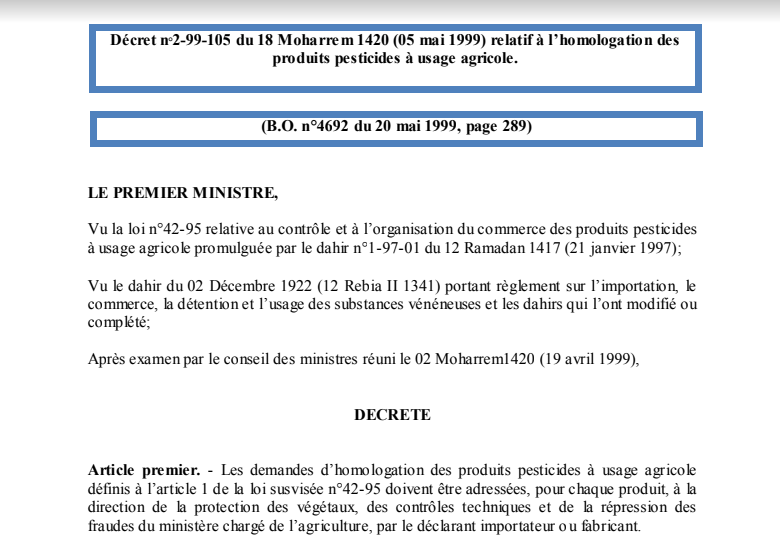 Décret n°2-99-105 du 18 Moharrem 1420 (05 mai 1999) relatif à l'homologation des
produits pesticides à usage agricole.
(B.O. n°4692 du 20 mai 1999, page 289)
LE PREMIER MINISTRE,
Vu la loi n°42-95 relative au contrôle et à l'organisation du commerce des produits pesticides
à usage agricole promulguée par le dahir n°1-97-01 du 12 Ramadan 1417 (21 janvier 1997);
Vu le dahir du 02 Décembre 1922 (12 Rebia II 1341) portant règlement sur l'importation, le
commerce, la détention et l'usage des substances vénéneuses et les dahirs qui l'ont modifié ou
complété;
Après examen par le conseil des ministres réuni le 02 Moharrem1420 (19 avril 1999),
DECRETE
Article premier. - Les demandes d'homologation des produits pesticides à usage agricole
définis à l'article 1 de la loi susvisée n°42-95 doivent être adressées, pour chaque produit, à la
direction de la protection des végétaux, des contrôles techniques et de la répression des
fraudes du ministère chargé de l'agriculture, par le déclarant importateur ou fabricant.